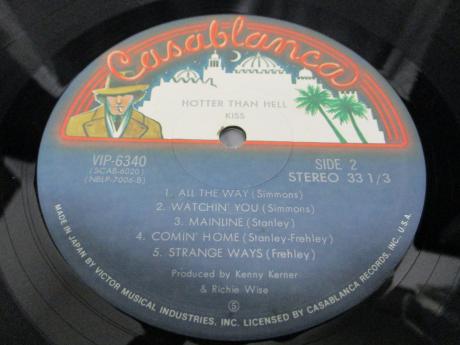 Casablanca
HOTTER THAN HELL
KISS
VIP-6340
(SCAB-6020)
(NBLP-7006-B)
SIDE 2
STEREO 33 1/3
1. ALL THE WAY (Simmons)
2. WATCHIN' YOU (Simmons)
3. MAINLINE (Stanley)
4. COMIN' HOME (Stanley-Frehley)
5. STRANGE WAYS (Frehley)
Produced by Kenny Kerner
& Richie Wise
S
MADE IN JAPAN BY VICTOR MUSICAL INDUSTRIES, INC. LICENSED BY CASABLANCA RECORDS, INC. U.S.A.